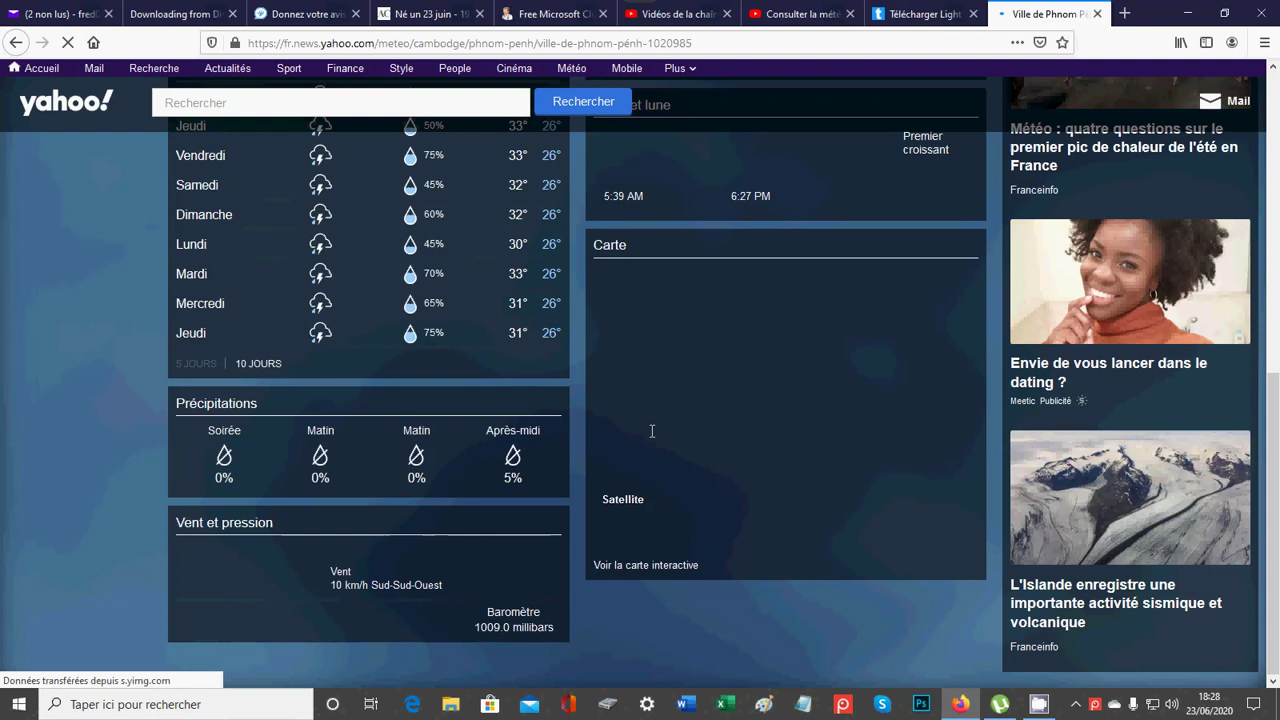 (2 non lus) - fredC
Downloading from Di
Donnez votre avis
Né un 23 juin - 19
Free Microsoft Cl
Vidéos de la chaîn
Consulter la mété
Télécharger Light
Ville de Phnom Pe
https://fr.news.yahoo.com/meteo/cambodge/phnom-penh/ville-de-phnom-pénh-1020985
Accueil Mail Recherche Actualités Sport Finance Style People Cinéma Météo Mobile Plus
yahoo!
Rechercher
Rechercher
Mail
Jeudi 50% 33° 26°
Vendredi 75% 33° 26°
Samedi 45% 32° 26°
Dimanche 60% 32° 26°
Lundi 45% 30° 26°
Mardi 70% 33° 26°
Mercredi 65% 31° 26°
Jeudi 75% 31° 26°
5 JOURS | 10 JOURS
Précipitations
Soirée Matin Matin Après-midi
0% 0% 0% 5%
Vent et pression
Vent
10 km/h Sud-Sud-Ouest
Baromètre
1009.0 millibars
et lune
Premier
croissant
5:39 AM 6:27 PM
Carte
Satellite
Voir la carte interactive
Météo : quatre questions sur le
premier pic de chaleur de l'été en
France
Franceinfo
Envie de vous lancer dans le
dating ?
Meetic Publicité
L'Islande enregistre une
importante activité sismique et
volcanique
Franceinfo
Données transférées depuis s.yimg.com
Taper ici pour rechercher
18:28
23/06/2020